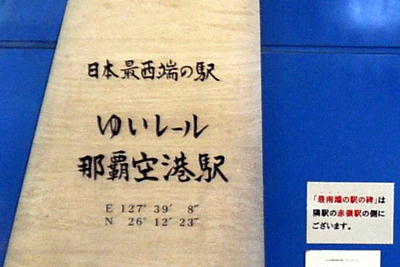 日本最西端の駅
ゆいレール
那覇空港駅
E 127° 39′ 8″
N 26° 12′ 23″
「最南端の駅の碑」は
隣駅の赤嶺駅の側に
ございます。